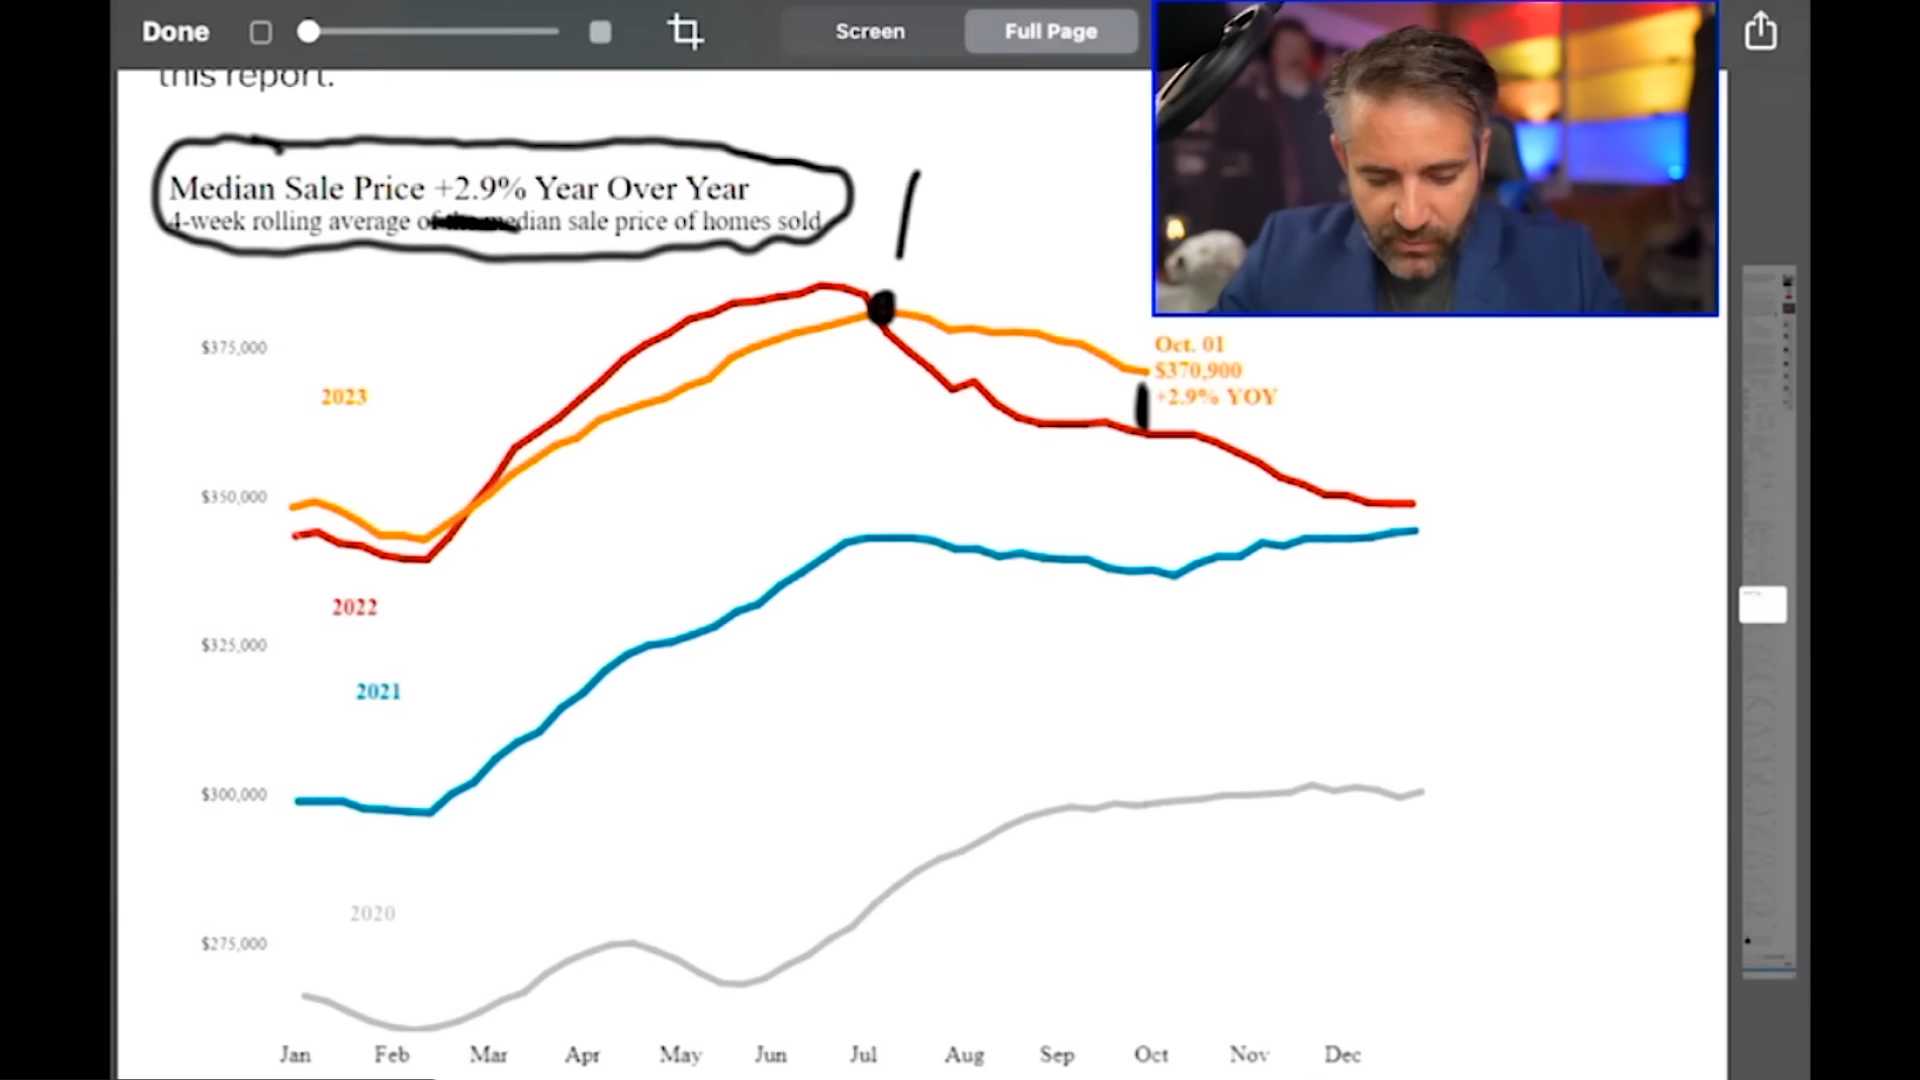 Done
Screen
Full Page
this report.
Median Sale Price +2.9% Year Over Year
4-week rolling average of the median sale price of homes sold
$375,000
Oct. 01
$370,900
+2.9% YOY
2023
$350,000
2022
$325,000
2021
$300,000
2020
$275,000
Jan Feb Mar Apr May Jun Jul Aug Sep Oct Nov Dec